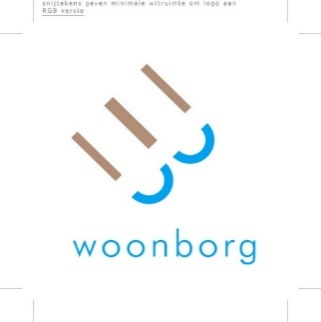 snijtekens geven minimale witruimte om logo aan
RGB versie
woonborg